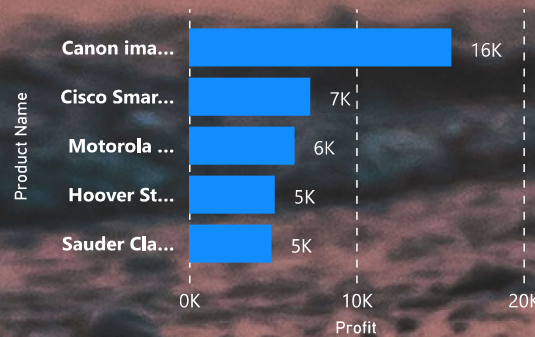 Product Name
Canon ima... 16K
Cisco Smar... 7K
Motorola ... 6K
Hoover St... 5K
Sauder Cla... 5K
0K 10K 20K
Profit